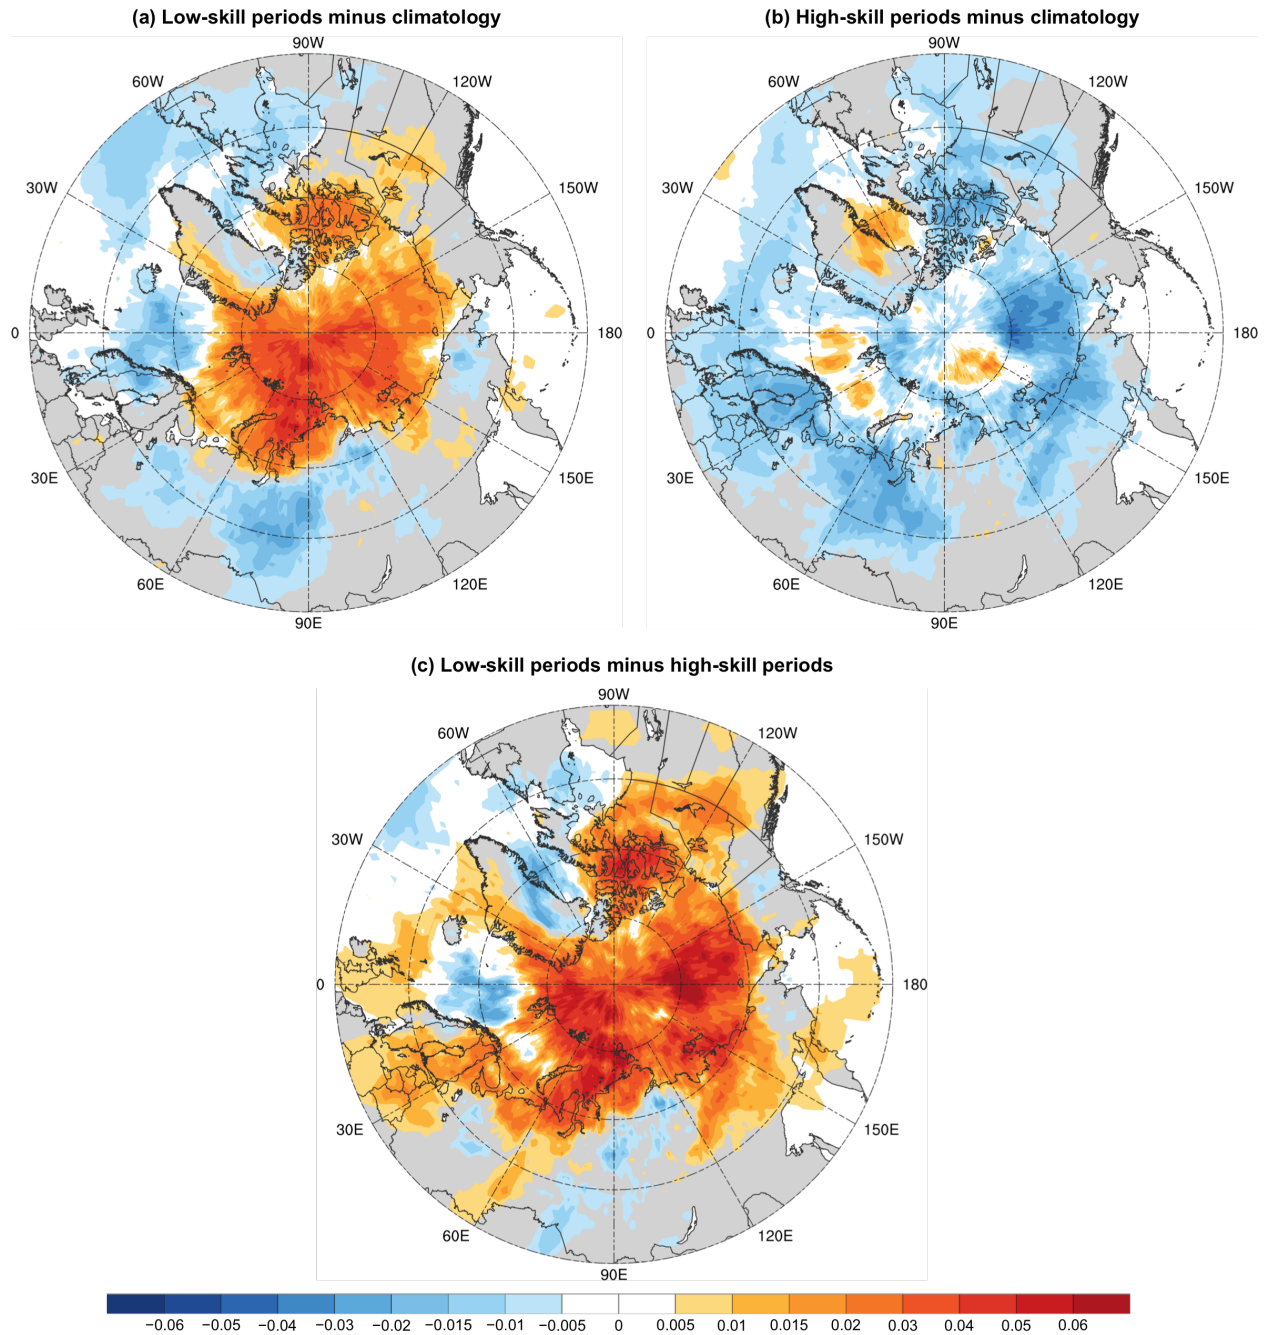 (a) Low-skill periods minus climatology
(b) High-skill periods minus climatology
90W
90W
60W
120W
60W
120W
30W
150W
30W
150W
0
180
0
180
30E
150E
30E
150E
60E
120E
60E
120E
90E
90E
(c) Low-skill periods minus high-skill periods
90W
60W
120W
30W
150W
0
180
30E
150E
60E
120E
90E
−0.06 −0.05 −0.04 −0.03 −0.02 −0.015 −0.01 −0.005 0 0.005 0.01 0.015 0.02 0.03 0.04 0.05 0.06